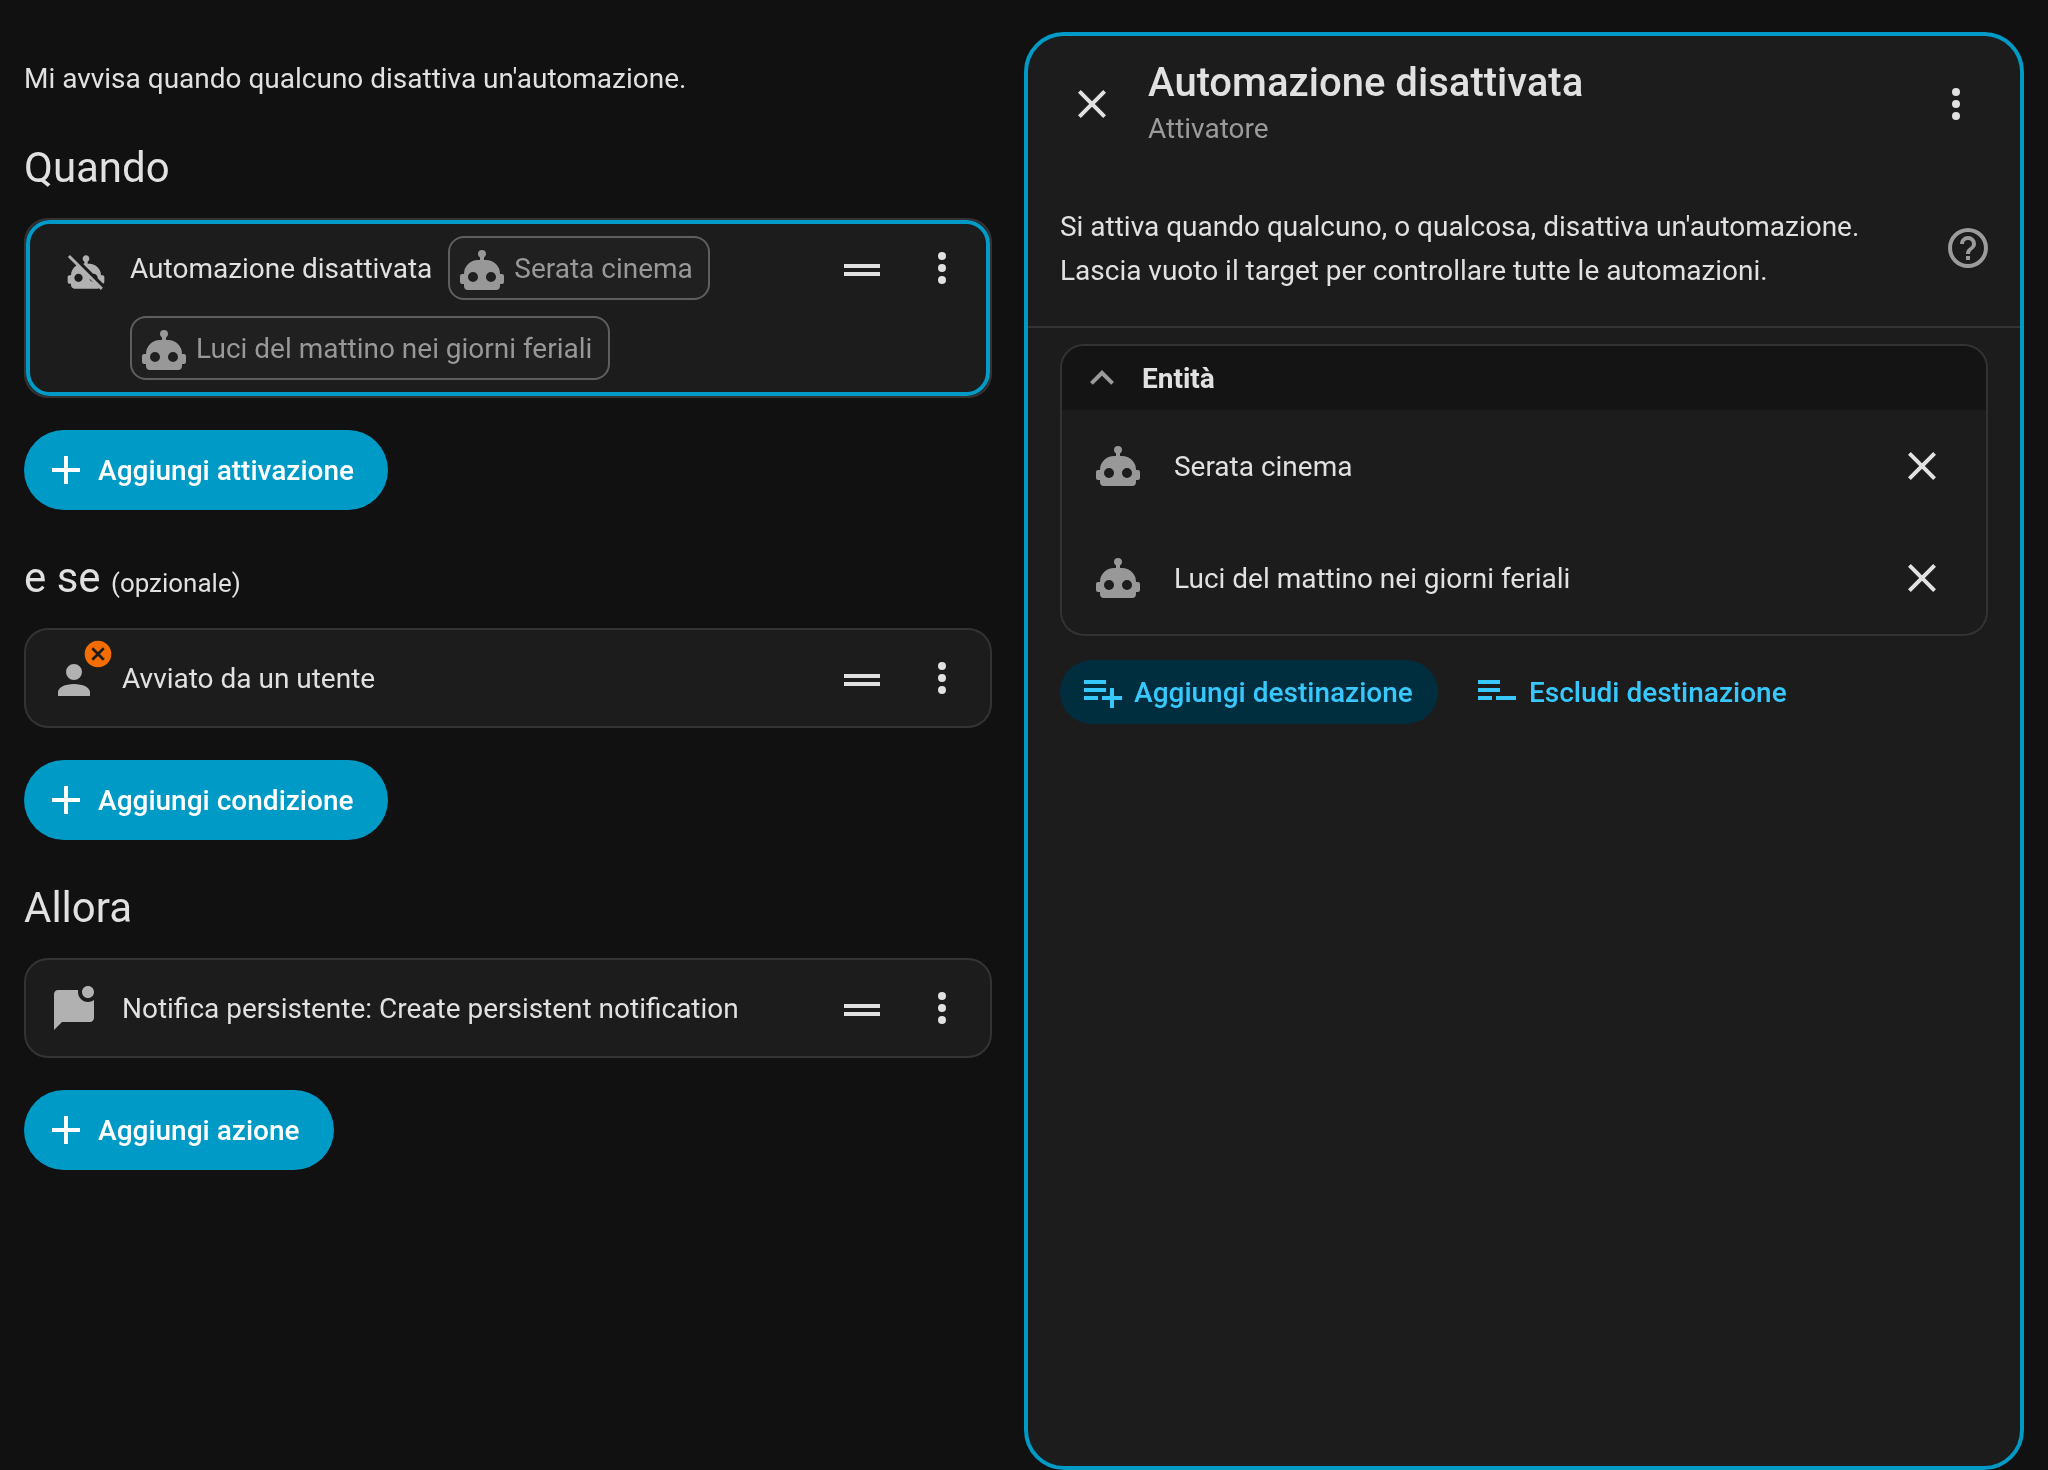 Mi avvisa quando qualcuno disattiva un'automazione.
Quando
Automazione disattivata Serata cinema
Luci del mattino nei giorni feriali
Aggiungi attivazione
e se (opzionale)
Avviato da un utente
Aggiungi condizione
Allora
Notifica persistente: Create persistent notification
Aggiungi azione
Automazione disattivata
Attivatore
Si attiva quando qualcuno, o qualcosa, disattiva un'automazione.
Lascia vuoto il target per controllare tutte le automazioni.
Entità
Serata cinema
Luci del mattino nei giorni feriali
Aggiungi destinazione Escludi destinazione